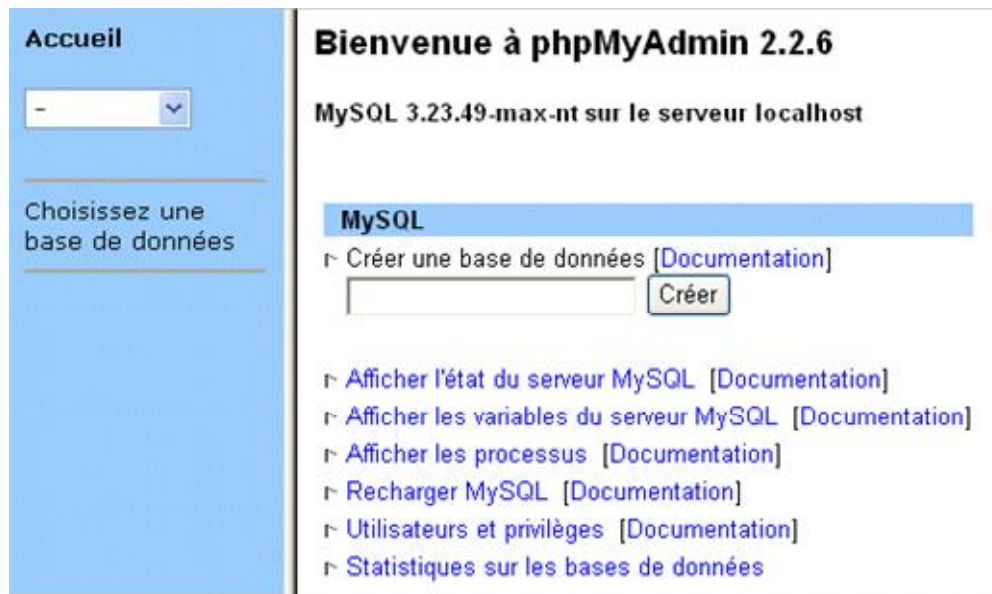 Accueil
-
Choisissez une
base de données
Bienvenue à phpMyAdmin 2.2.6
MySQL 3.23.49-max-nt sur le serveur localhost
MySQL
Créer une base de données [Documentation]
Créer
Afficher l'état du serveur MySQL [Documentation]
Afficher les variables du serveur MySQL [Documentation]
Afficher les processus [Documentation]
Recharger MySQL [Documentation]
Utilisateurs et privilèges [Documentation]
Statistiques sur les bases de données